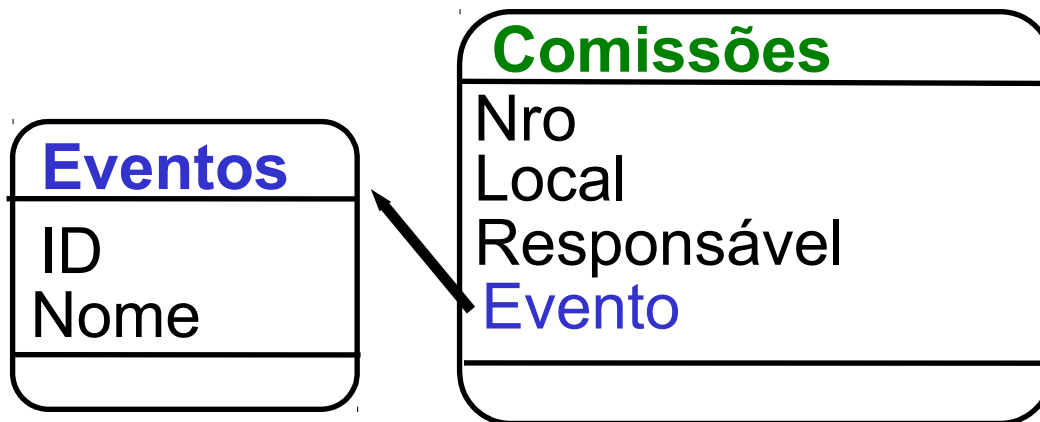 Eventos
ID
Nome
Comissões
Nro
Local
Responsável
Evento